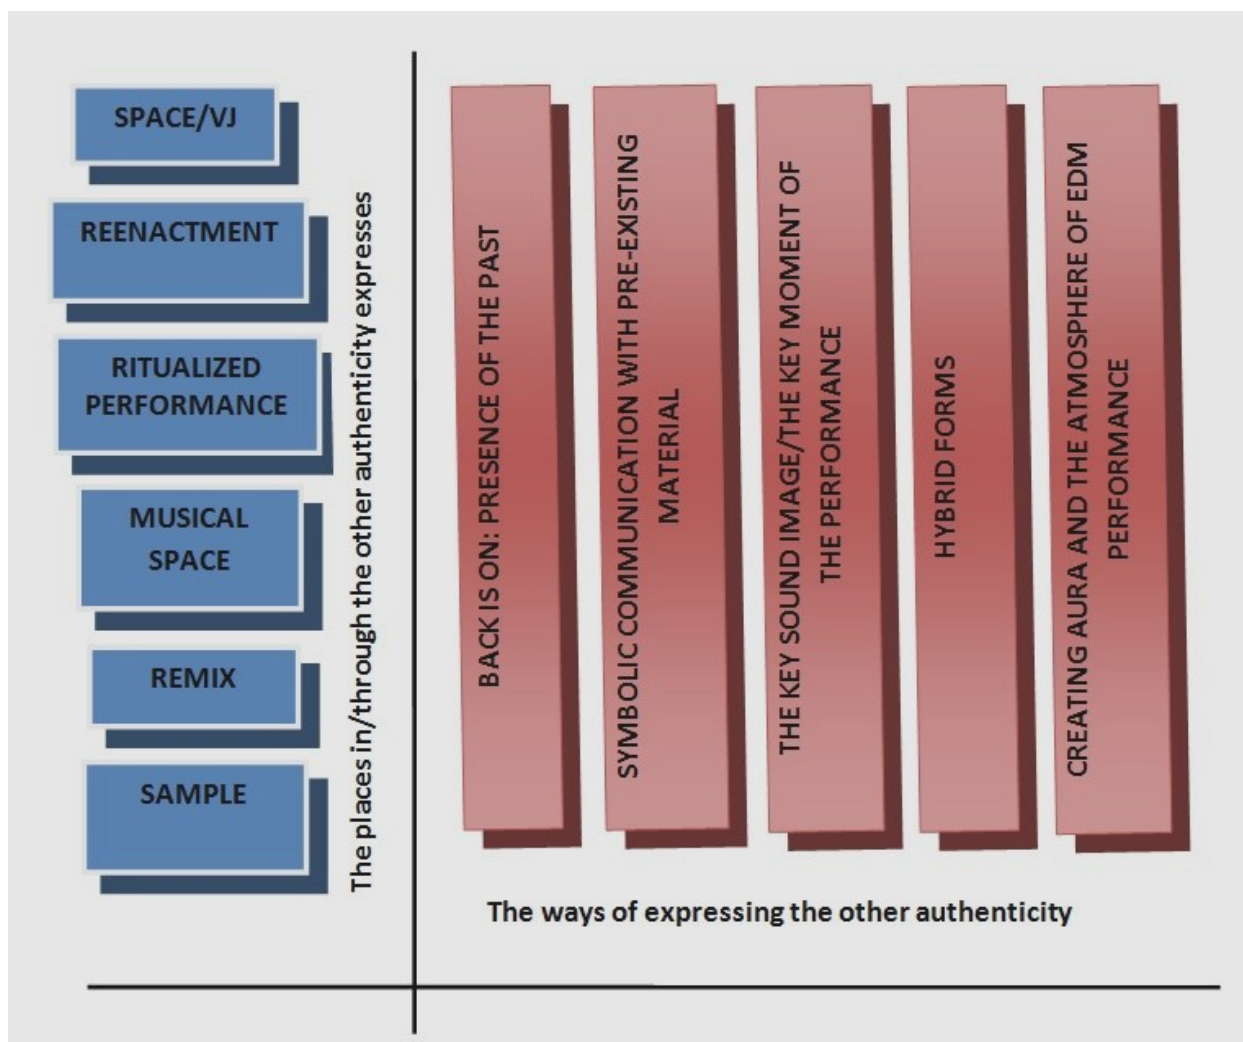 SPACE/VJ
REENACTMENT
RITUALIZED
PERFORMANCE
MUSICAL
SPACE
REMIX
SAMPLE
The places in/through the other authenticity expresses
BACK IS ON: PRESENCE OF THE PAST
SYMBOLIC COMMUNICATION WITH PRE-EXISTING
MATERIAL
THE KEY SOUND IMAGE/THE KEY MOMENT OF
THE PERFORMANCE
HYBRID FORMS
CREATING AURA AND THE ATMOSPHERE OF EDM
PERFORMANCE
The ways of expressing the other authenticity